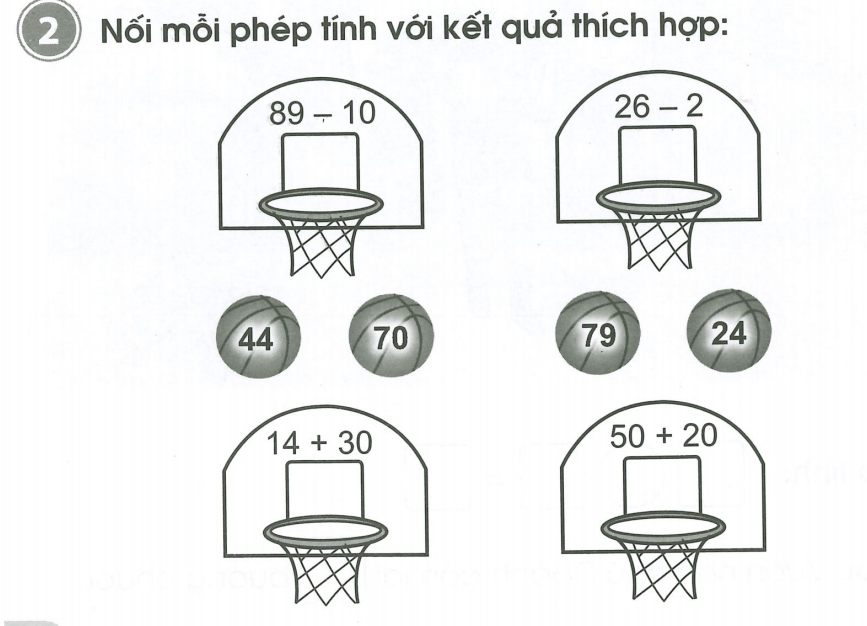 2 Nối mỗi phép tính với kết quả thích hợp:
89 – 10 26 – 2
44 70 79 24
14 + 30 50 + 20